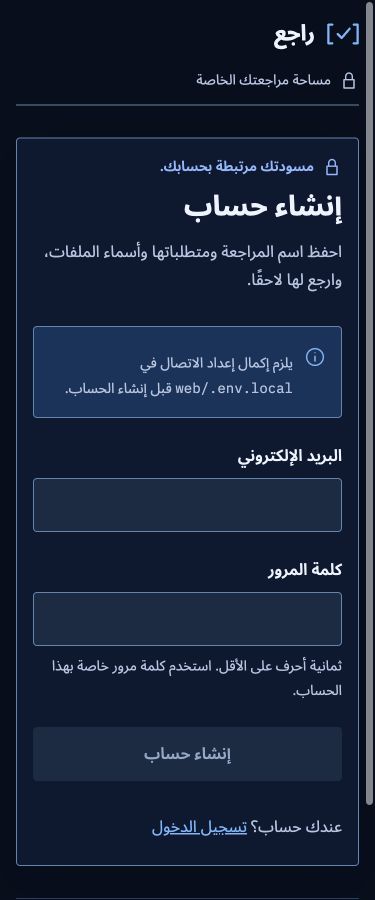 راجع
مساحة مراجعتك الخاصة
مسودتك مرتبطة بحسابك.
إنشاء حساب
احفظ اسم المراجعة ومتطلباتها وأسماء الملفات،
وارجع لها لاحقًا.
يلزم إكمال إعداد الاتصال في
web/.env.local قبل إنشاء الحساب.
البريد الإلكتروني
كلمة المرور
ثمانية أحرف على الأقل. استخدم كلمة مرور خاصة بهذا
الحساب.
إنشاء حساب
عندك حساب؟ تسجيل الدخول